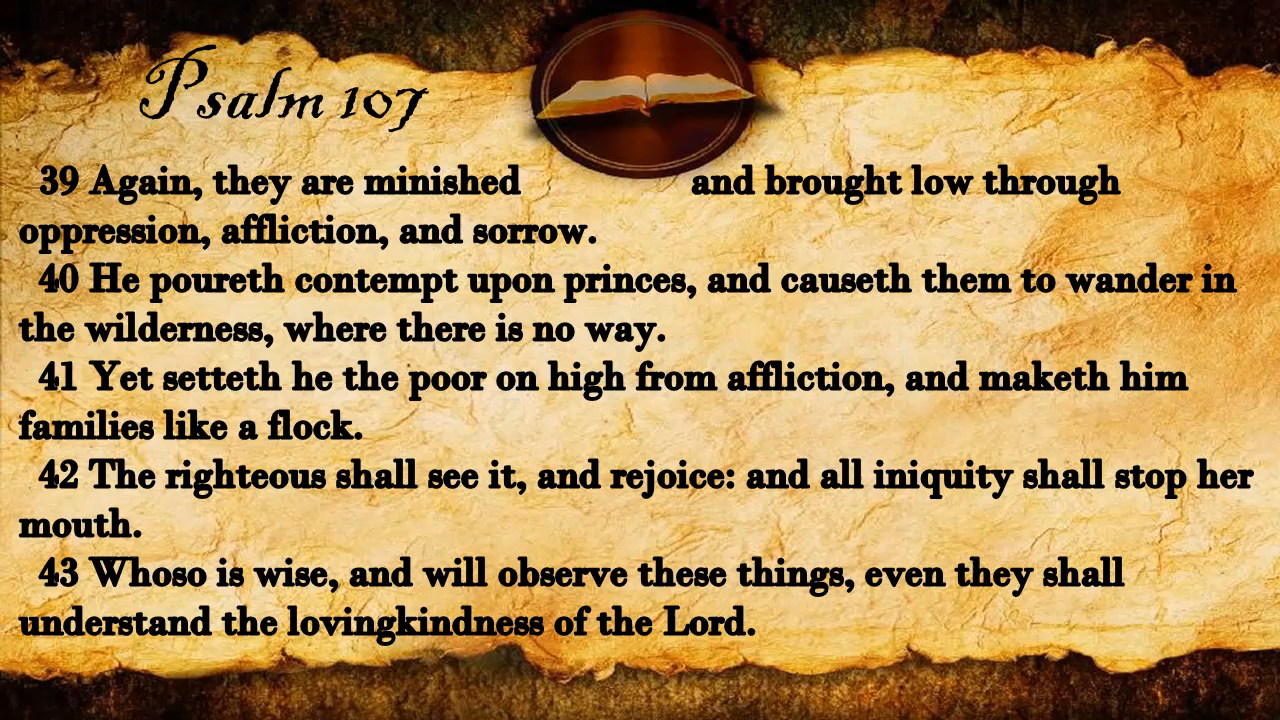 Psalm 107
39 Again, they are minished and brought low through
oppression, affliction, and sorrow.
40 He poureth contempt upon princes, and causeth them to wander in
the wilderness, where there is no way.
41 Yet setteth he the poor on high from affliction, and maketh him
families like a flock.
42 The righteous shall see it, and rejoice: and all iniquity shall stop her
mouth.
43 Whoso is wise, and will observe these things, even they shall
understand the lovingkindness of the Lord.